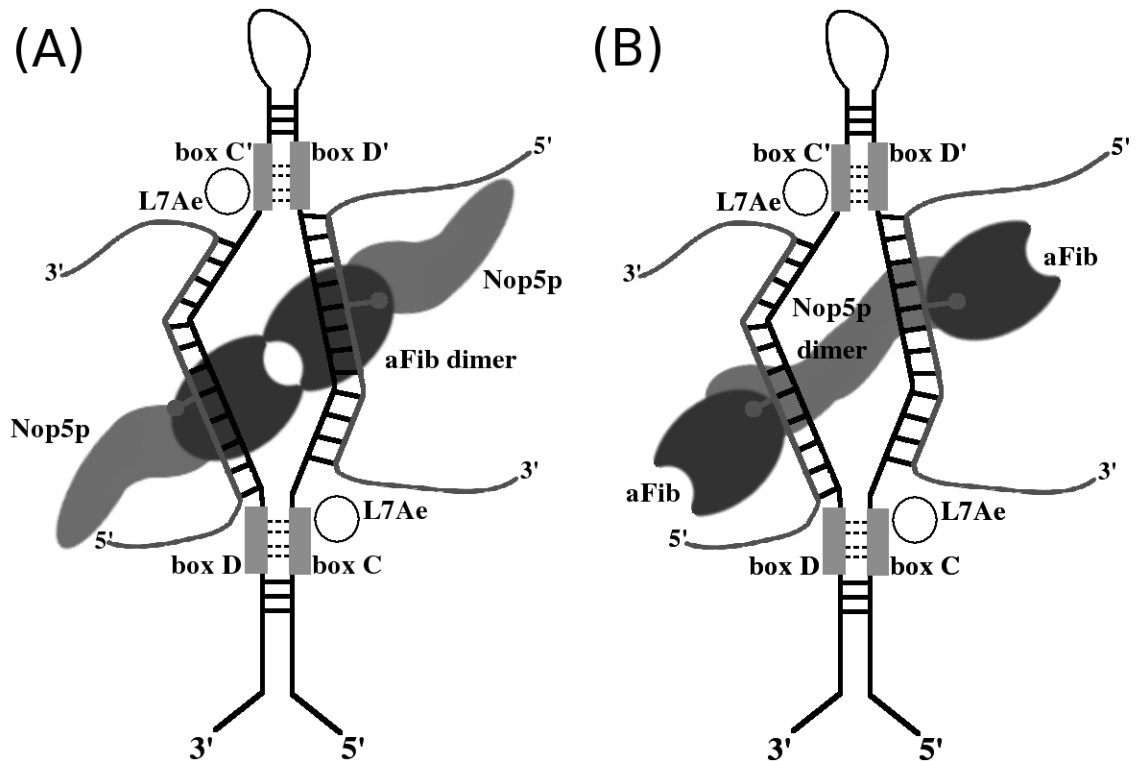 (A)
box C'
box D'
5'
L7Ae
3'
Nop5p
aFib dimer
Nop5p
L7Ae
3'
5'
box D
box C
3'
5'
(B)
box C'
box D'
5'
L7Ae
aFib
3'
Nop5p
dimer
aFib
3'
L7Ae
5'
box D
box C
3'
5'